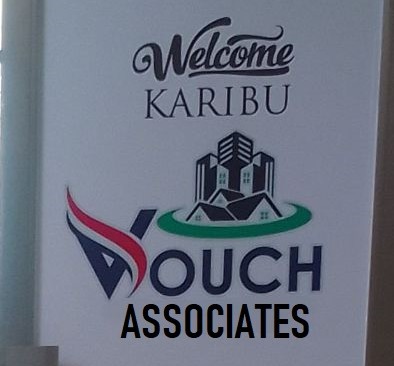 Welcome
KARIBU
VOUCH
ASSOCIATES